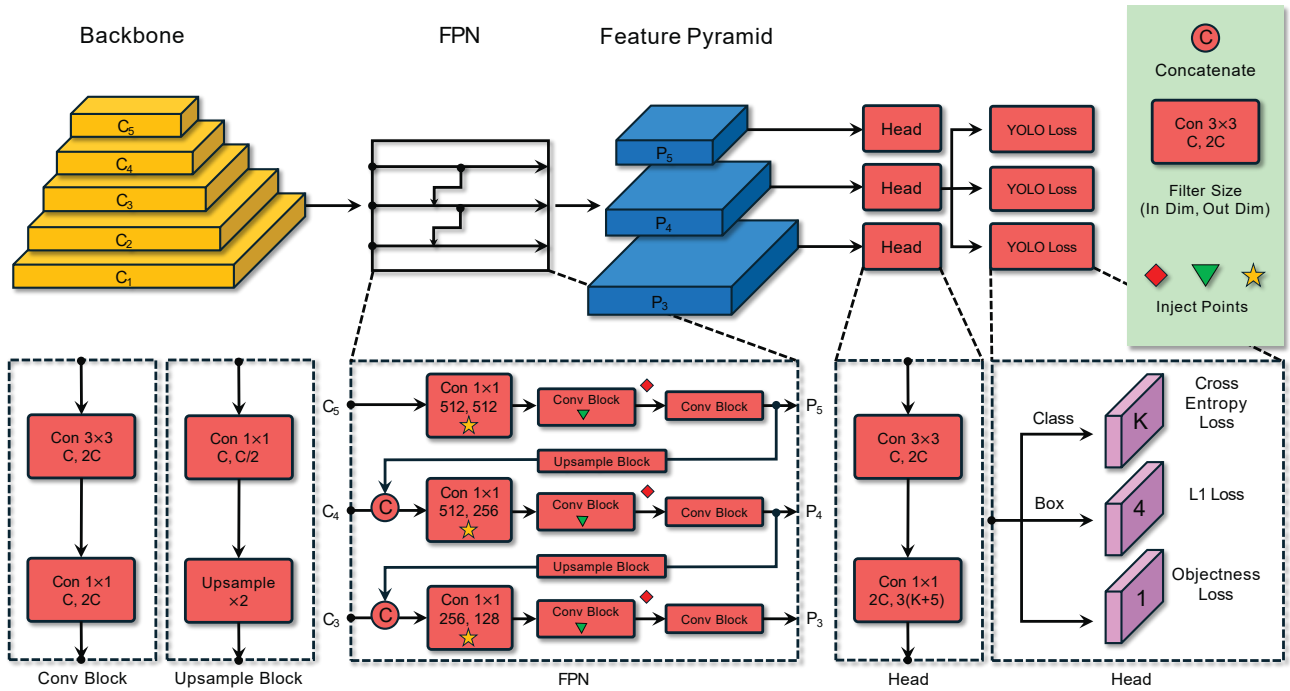 Backbone
FPN
Feature Pyramid
C
Concatenate
Con 3×3
C, 2C
Filter Size
(In Dim, Out Dim)
Inject Points
C5
C4
C3
C2
C1
P5
P4
P3
Head
Head
Head
YOLO Loss
YOLO Loss
YOLO Loss
Con 3×3
C, 2C
Con 1×1
C, 2C
Conv Block
Con 1×1
C, C/2
Upsample
×2
Upsample Block
C5
Con 1×1
512, 512
Conv Block
Conv Block
P5
Upsample Block
C4
C
Con 1×1
512, 256
Conv Block
Conv Block
P4
Upsample Block
C3
C
Con 1×1
256, 128
Conv Block
Conv Block
P3
FPN
Con 3×3
C, 2C
Con 1×1
2C, 3(K+5)
Head
Class
K
Cross
Entropy
Loss
Box
4
L1 Loss
1
Objectness
Loss
Head